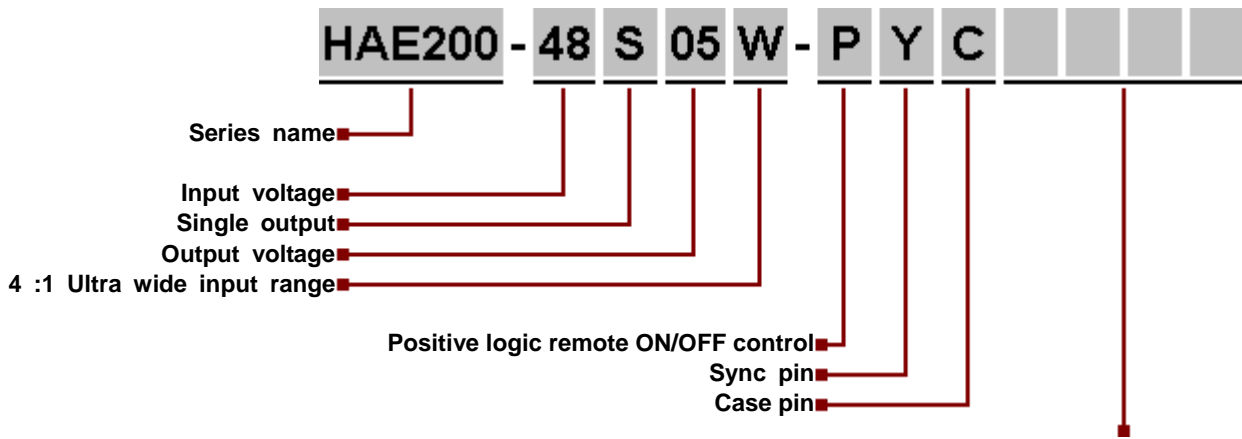 HAE200 - 48 S 05 W - P Y C
Series name
Input voltage
Single output
Output voltage
4 :1 Ultra wide input range
Positive logic remote ON/OFF control
Sync pin
Case pin